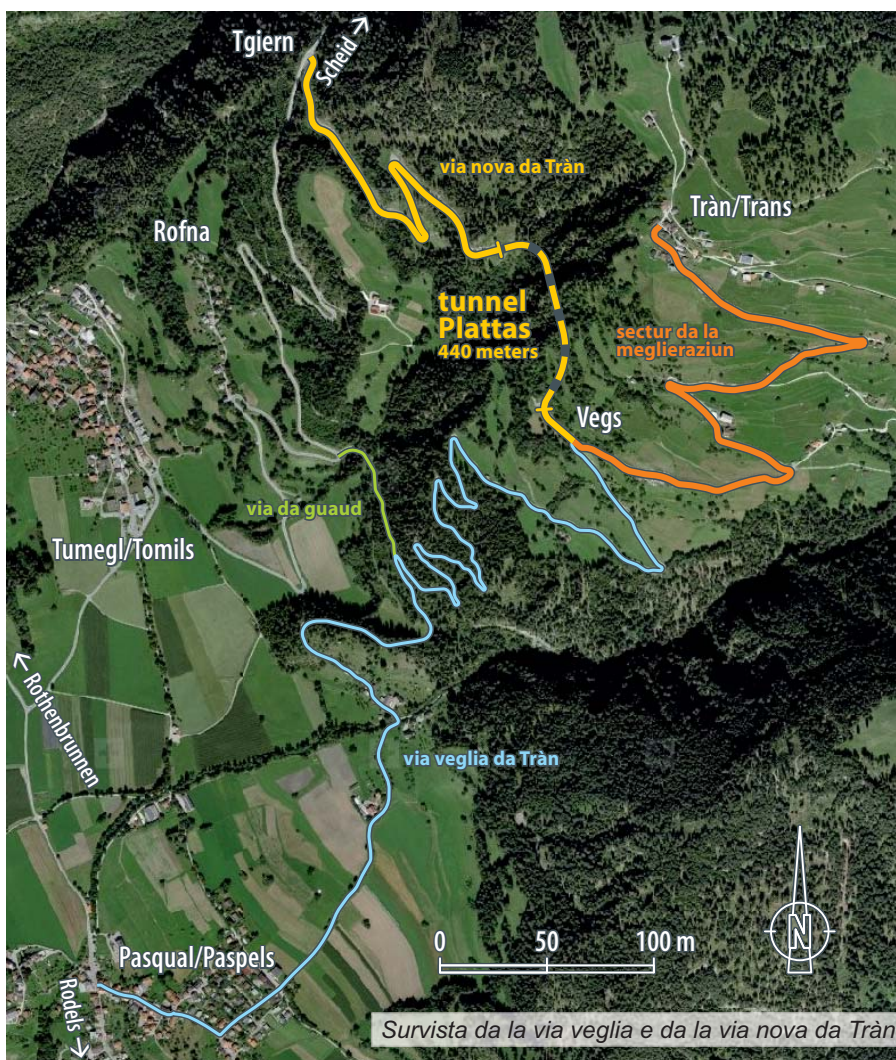 Tgiern
Scheid
via nova da Tràn
Tràn/Trans
Rofna
tunnel
Plattas
440 meters
sectur da la
meglieraziun
Vegs
via da guaud
Tumegl/Tomils
Rothenbrunnen
via veglia da Tràn
N
0 50 100 m
Pasqual/Paspels
Rodels
Survista da la via veglia e da la via nova da Tràn